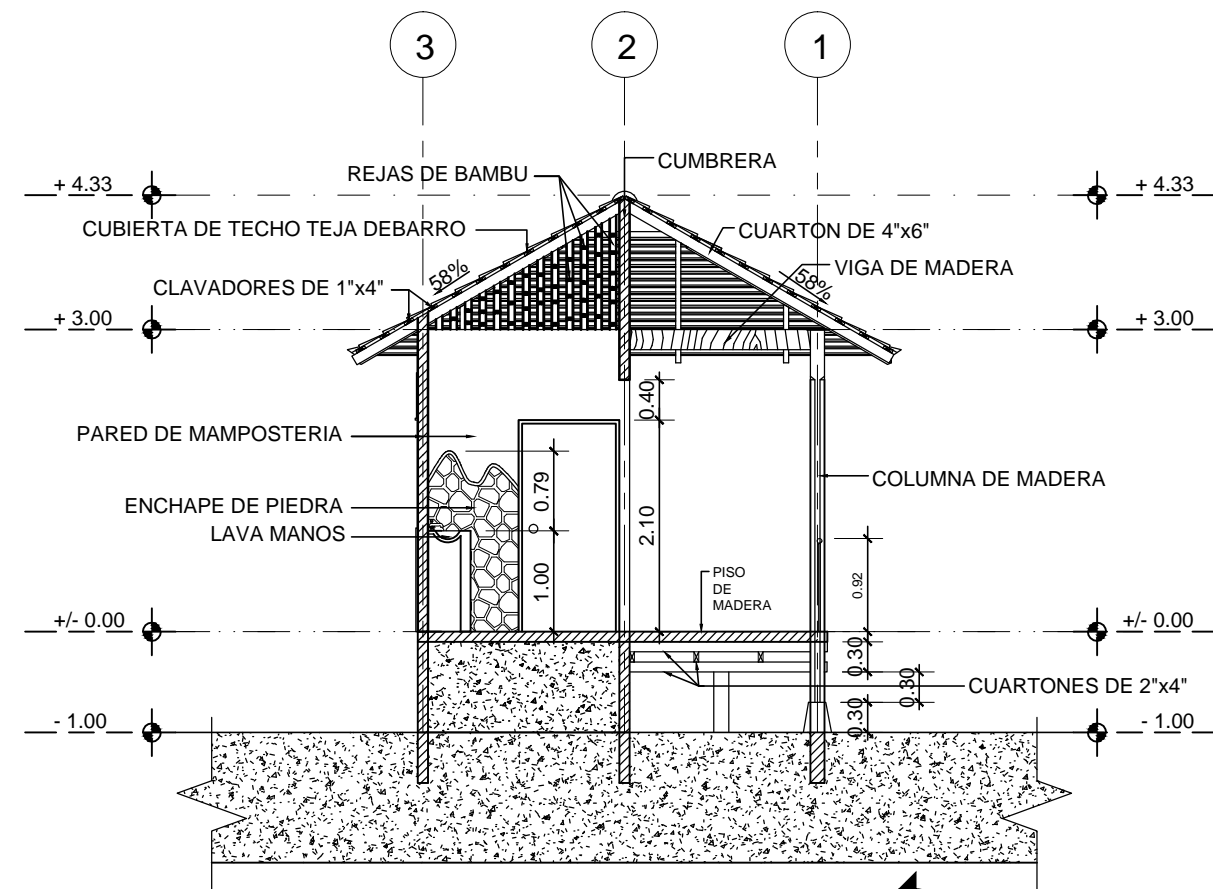 3
2
1
CUMBRERA
REJAS DE BAMBU
+ 4.33
+ 4.33
CUBIERTA DE TECHO TEJA DEBARRO
CUARTON DE 4"x6"
58%
58%
VIGA DE MADERA
CLAVADORES DE 1"x4"
+ 3.00
+ 3.00
0.40
PARED DE MAMPOSTERIA
COLUMNA DE MADERA
0.79
ENCHAPE DE PIEDRA
2.10
LAVA MANOS
1.00
0.92
PISO
DE
MADERA
+/- 0.00
+/- 0.00
0.30
0.30
CUARTONES DE 2"x4"
0.30
- 1.00
- 1.00